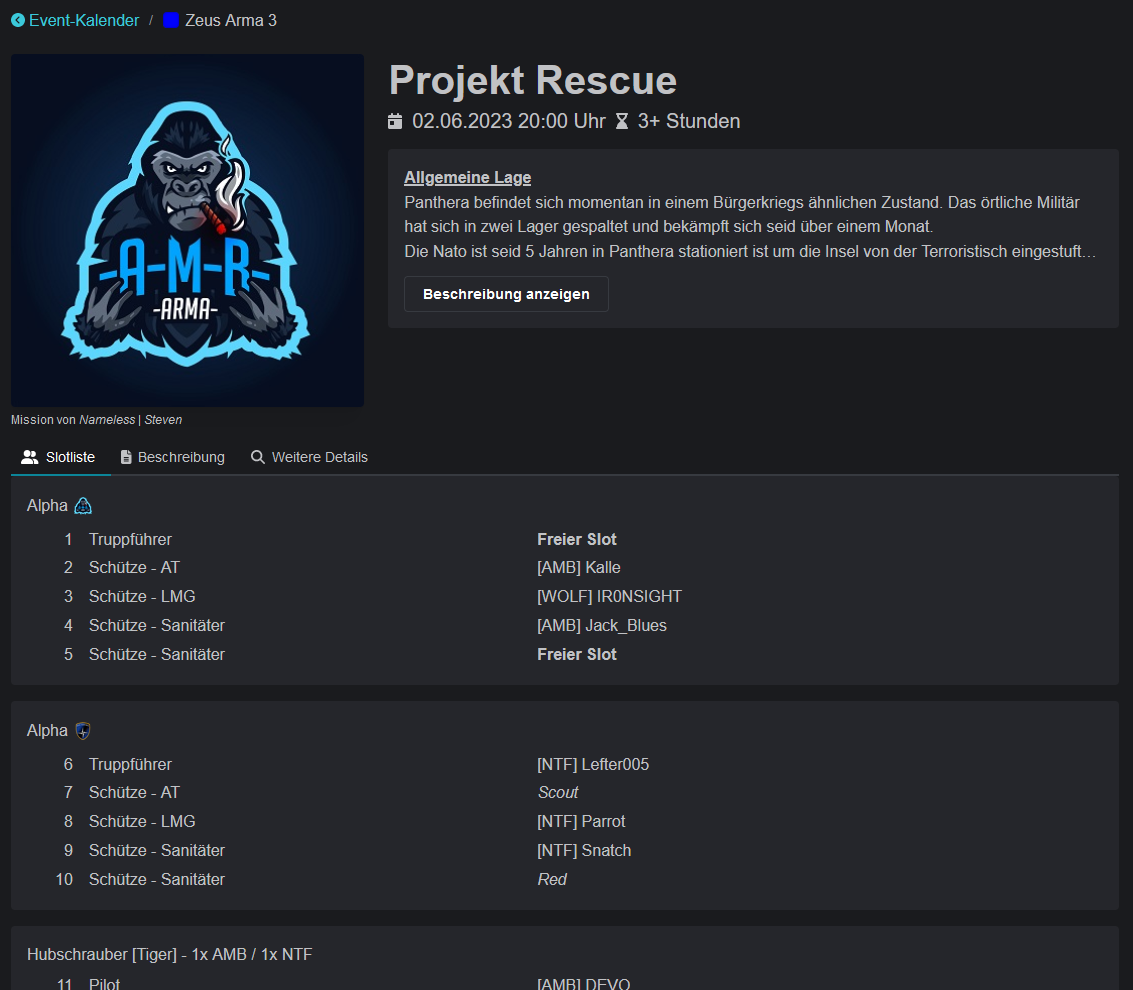 Event-Kalender / Zeus Arma 3
Projekt Rescue
02.06.2023 20:00 Uhr 3+ Stunden
Allgemeine Lage
Panthera befindet sich momentan in einem Bürgerkriegs ähnlichen Zustand. Das örtliche Militär
hat sich in zwei Lager gespaltet und bekämpft sich seid über einem Monat.
Die Nato ist seid 5 Jahren in Panthera stationiert ist um die Insel von der Terroristisch eingestuft…
Beschreibung anzeigen
-A-M-B-
-ARMA-
Mission von Nameless | Steven
Slotliste Beschreibung Weitere Details
Alpha
1 Truppführer Freier Slot
2 Schütze - AT [AMB] Kalle
3 Schütze - LMG [WOLF] IR0NSIGHT
4 Schütze - Sanitäter [AMB] Jack_Blues
5 Schütze - Sanitäter Freier Slot
Alpha
6 Truppführer [NTF] Lefter005
7 Schütze - AT Scout
8 Schütze - LMG [NTF] Parrot
9 Schütze - Sanitäter [NTF] Snatch
10 Schütze - Sanitäter Red
Hubschrauber [Tiger] - 1x AMB / 1x NTF
11 Pilot [AMB] DEVO